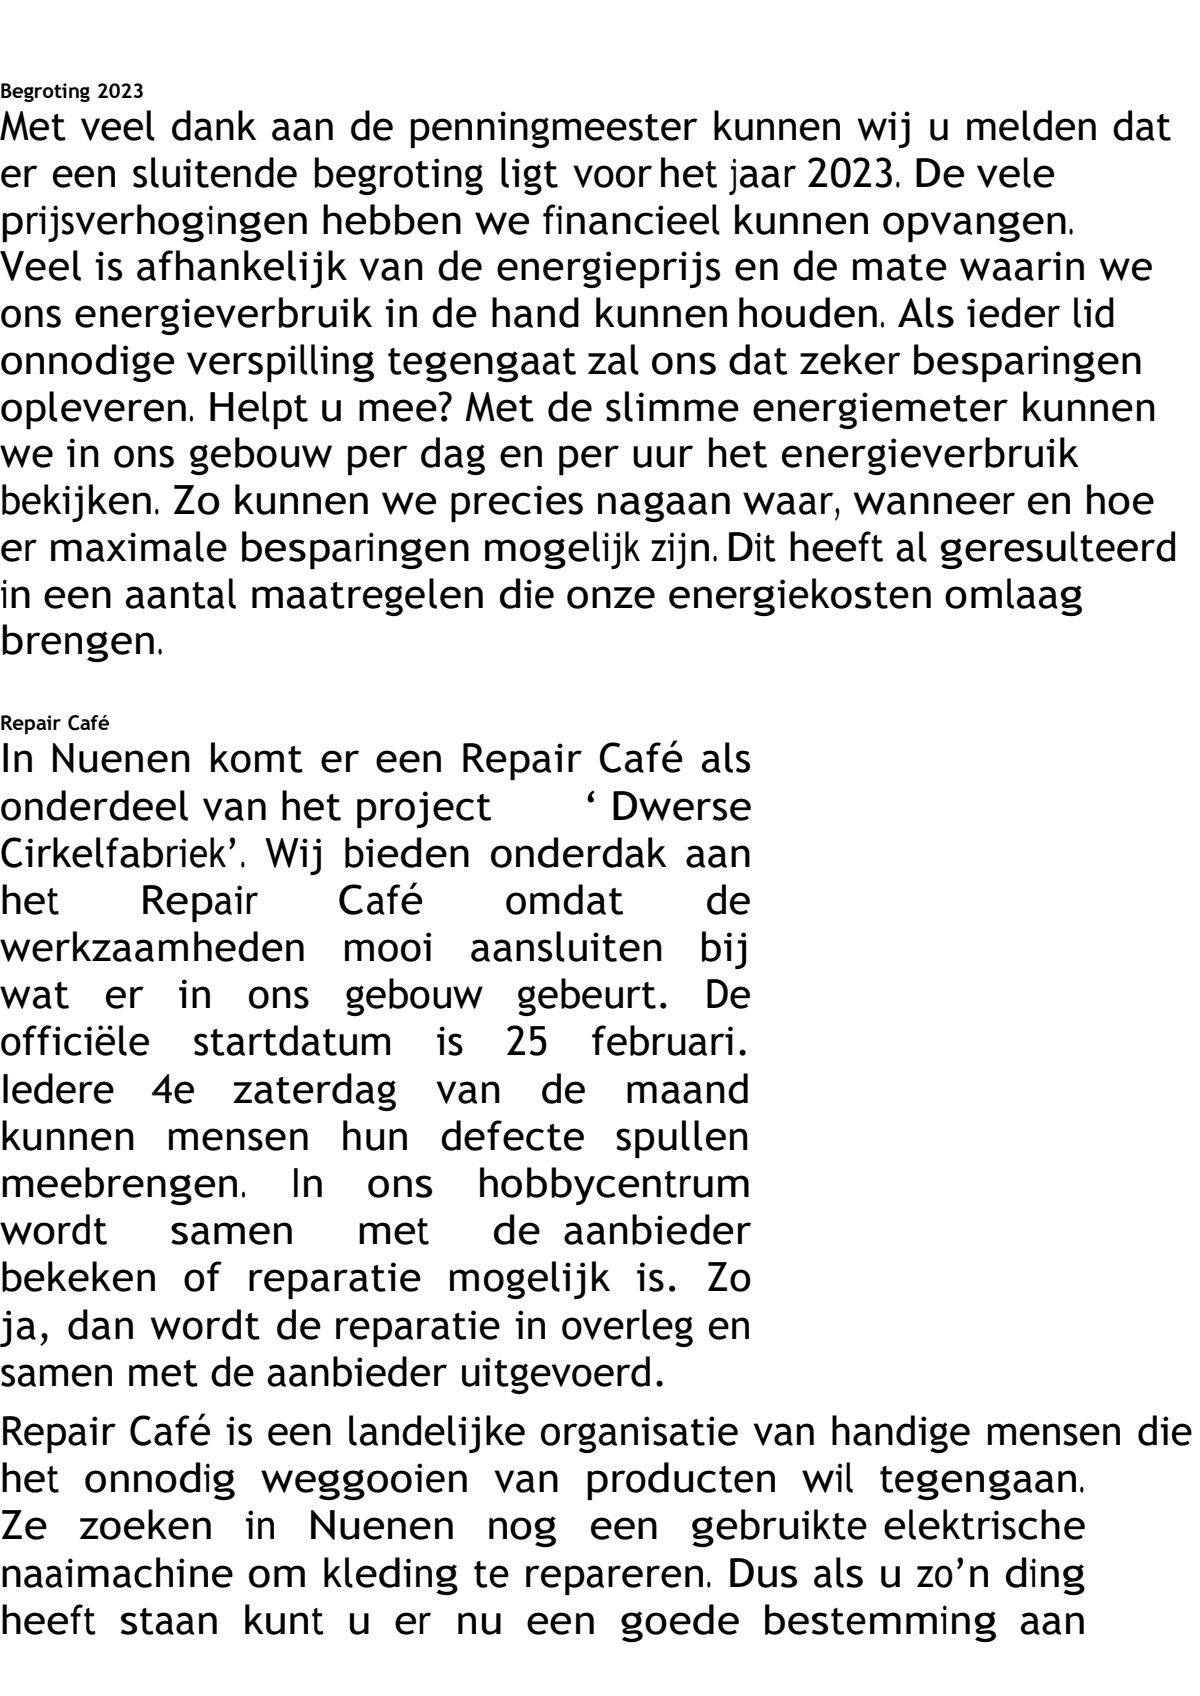 Begroting 2023
Met veel dank aan de penningmeester kunnen wij u melden dat
er een sluitende begroting ligt voor het jaar 2023. De vele
prijsverhogingen hebben we financieel kunnen opvangen.
Veel is afhankelijk van de energieprijs en de mate waarin we
ons energieverbruik in de hand kunnen houden. Als ieder lid
onnodige verspilling tegengaat zal ons dat zeker besparingen
opleveren. Helpt u mee? Met de slimme energiemeter kunnen
we in ons gebouw per dag en per uur het energieverbruik
bekijken. Zo kunnen we precies nagaan waar, wanneer en hoe
er maximale besparingen mogelijk zijn. Dit heeft al geresulteerd
in een aantal maatregelen die onze energiekosten omlaag
brengen.
Repair Café
In Nuenen komt er een Repair Café als
onderdeel van het project ‘ Dwerse
Cirkelfabriek’. Wij bieden onderdak aan
het Repair Café omdat de
werkzaamheden mooi aansluiten bij
wat er in ons gebouw gebeurt. De
officiële startdatum is 25 februari.
Iedere 4e zaterdag van de maand
kunnen mensen hun defecte spullen
meebrengen. In ons hobbycentrum
wordt samen met de aanbieder
bekeken of reparatie mogelijk is. Zo
ja, dan wordt de reparatie in overleg en
samen met de aanbieder uitgevoerd.
Repair Café is een landelijke organisatie van handige mensen die
het onnodig weggooien van producten wil tegengaan.
Ze zoeken in Nuenen nog een gebruikte elektrische
naaimachine om kleding te repareren. Dus als u zo’n ding
heeft staan kunt u er nu een goede bestemming aan